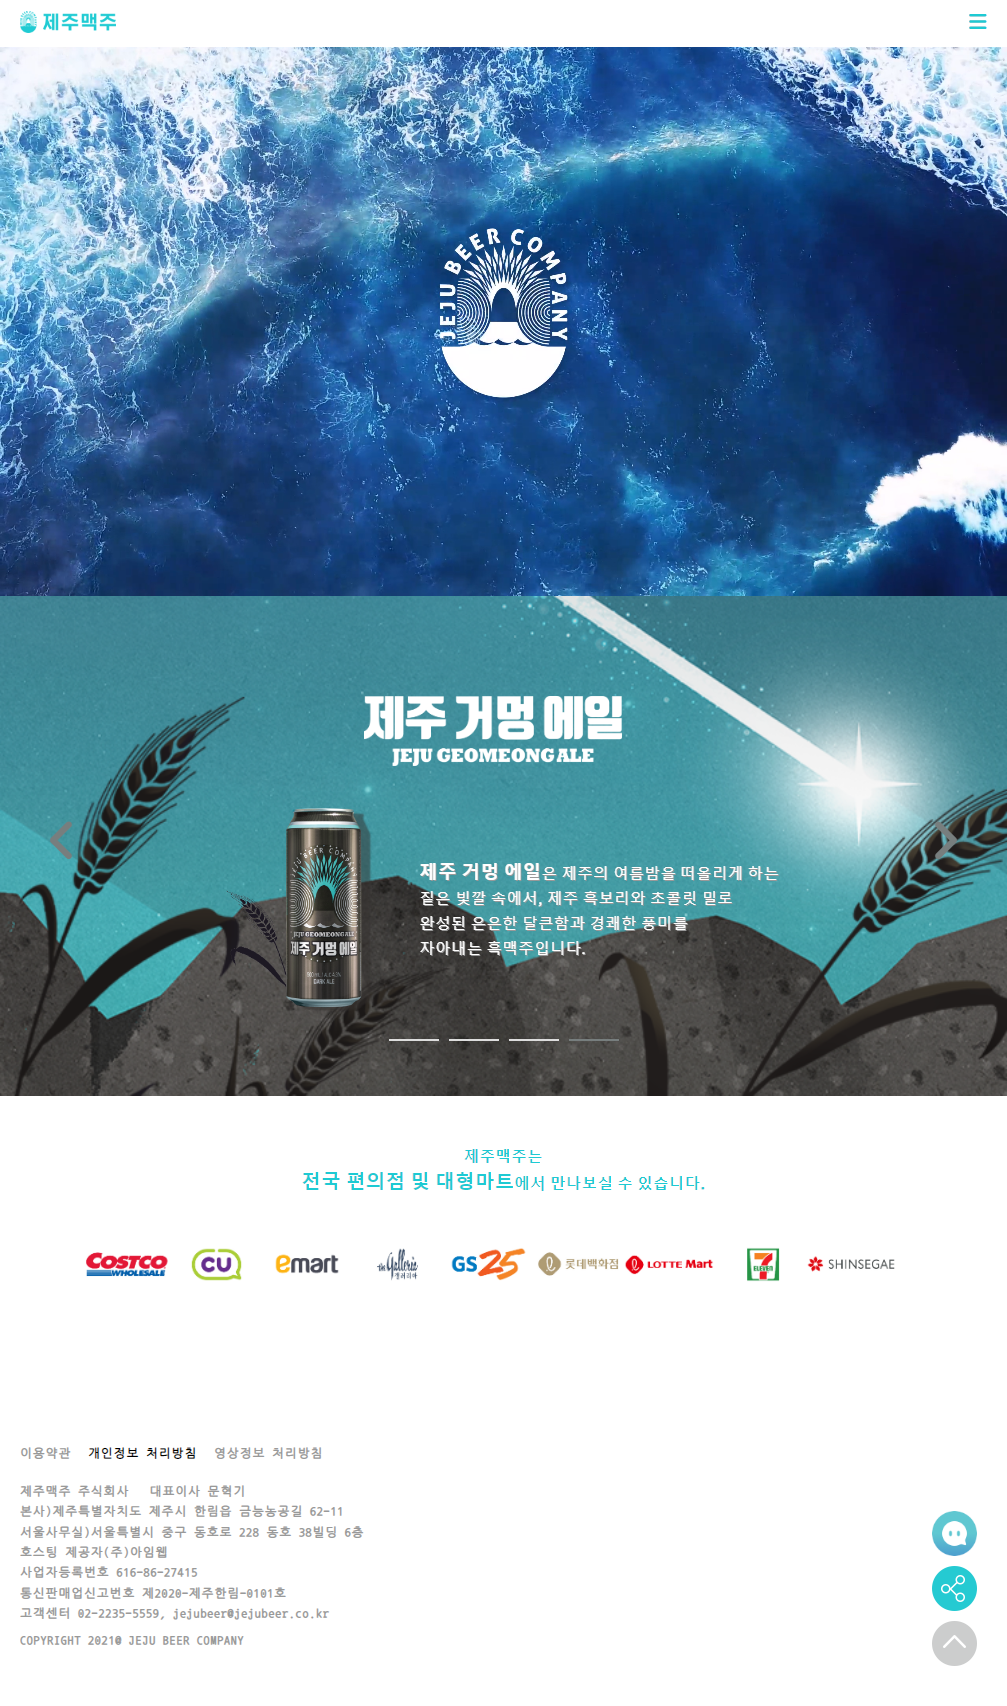 제주맥주
JEJU BEER COMPANY
제주 거멍 에일
JEJU GEOMEONG ALE
JEJU BEER COMPANY
JEJU GEOMEONG ALE
제주 거멍 에일
DARK ALE
제주 거멍 에일은 제주의 여름밤을 떠올리게 하는
짙은 빛깔 속에서, 제주 흑보리와 초콜릿 밀로
완성된 은은한 달큰함과 경쾌한 풍미를
자아내는 흑맥주입니다.
제주맥주는
전국 편의점 및 대형마트에서 만나보실 수 있습니다.
COSTCO WHOLESALE CU emart the Galleria 갤러리아 GS25 롯데백화점 LOTTE Mart 7 ELEVEN SHINSEGAE
이용약관 개인정보 처리방침 영상정보 처리방침
제주맥주 주식회사 대표이사 문혁기
본사)제주특별자치도 제주시 한림읍 금능농공길 62-11
서울사무실)서울특별시 중구 동호로 228 동호 38빌딩 6층
호스팅 제공자(주)아임웹
사업자등록번호 616-86-27415
통신판매업신고번호 제2020-제주한림-0101호
고객센터 02-2235-5559, jejubeer@jejubeer.co.kr
COPYRIGHT 2021@ JEJU BEER COMPANY